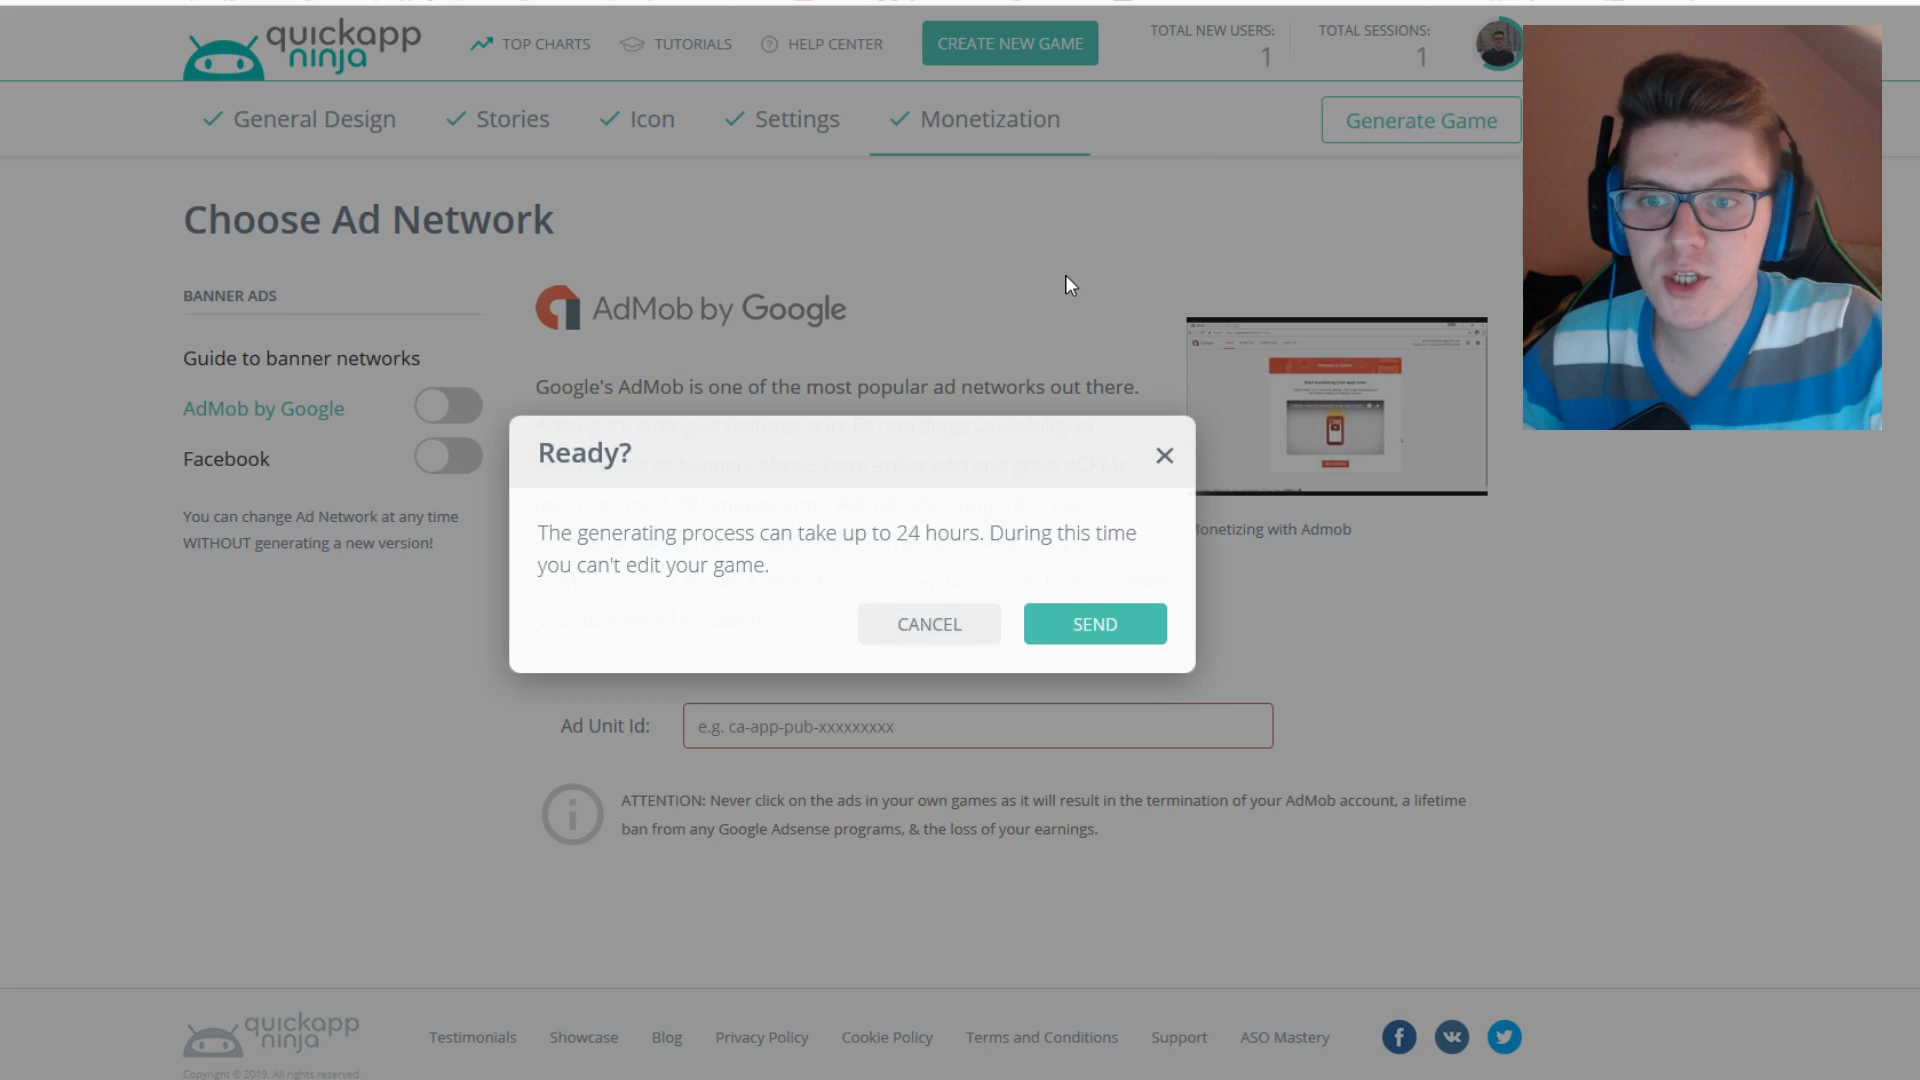 quickapp
ninja
TOP CHARTS
TUTORIALS
HELP CENTER
CREATE NEW GAME
TOTAL NEW USERS:
1
TOTAL SESSIONS:
1
General Design
Stories
Icon
Settings
Monetization
Generate Game
Choose Ad Network
BANNER ADS
Guide to banner networks
AdMob by Google
Facebook
You can change Ad Network at any time
WITHOUT generating a new version!
AdMob by Google
Google's AdMob is one of the most popular ad networks out there.
Monetizing with Admob
Ready?
The generating process can take up to 24 hours. During this time
you can't edit your game.
CANCEL
SEND
Ad Unit Id:
e.g. ca-app-pub-xxxxxxxxx
ATTENTION: Never click on the ads in your own games as it will result in the termination of your AdMob account, a lifetime
ban from any Google Adsense programs, & the loss of your earnings.
quickapp
ninja
Copyright © 2019. All rights reserved.
Testimonials
Showcase
Blog
Privacy Policy
Cookie Policy
Terms and Conditions
Support
ASO Mastery